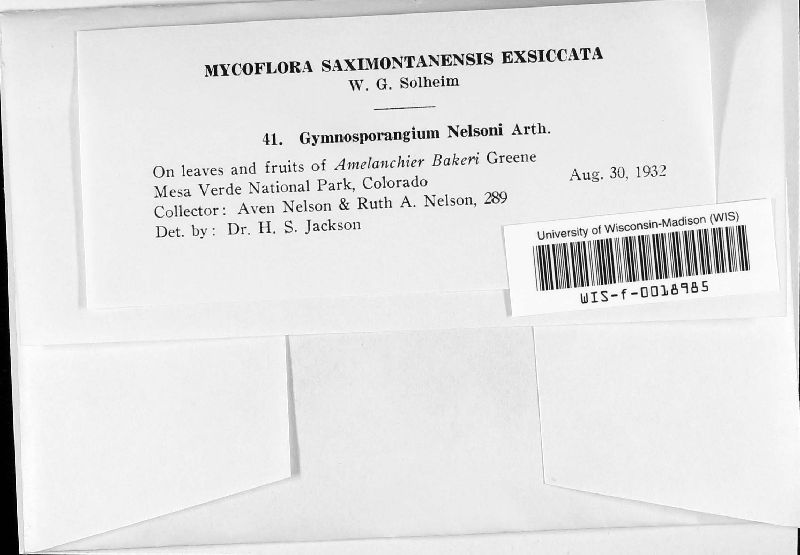 MYCOFLORA SAXIMONTANENSIS EXSICCATA
W. G. Solheim
41. Gymnosporangium Nelsoni Arth.
On leaves and fruits of Amelanchier Bakeri Greene
Mesa Verde National Park, Colorado
Aug. 30, 1932
Collector: Aven Nelson & Ruth A. Nelson, 289
Det. by: Dr. H. S. Jackson
University of Wisconsin-Madison (WIS)
WIS-f-0018985